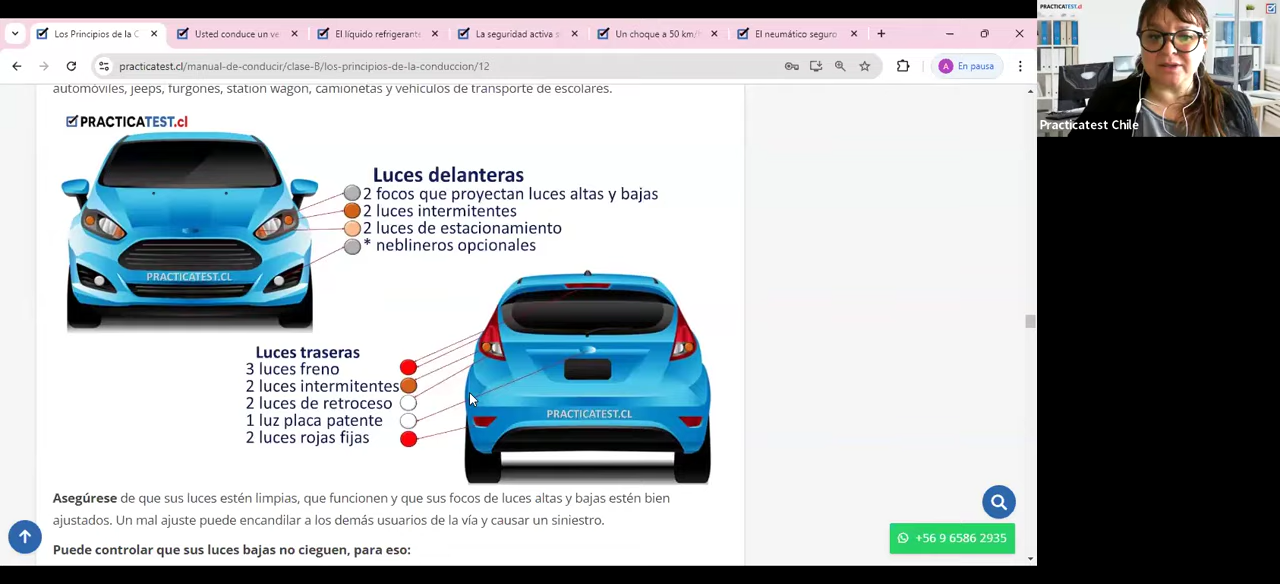 Los Principios de la C
Usted conduce un ve
El líquido refrigerante
La seguridad activa s
Un choque a 50 km/h
El neumático seguro
practicatest.cl/manual-de-conducir/clase-B/los-principios-de-la-conduccion/12
A En pausa
automóviles, jeeps, furgones, station wagon, camionetas y vehículos de transporte de escolares.
PRACTICATEST.cl
Luces delanteras
2 focos que proyectan luces altas y bajas
2 luces intermitentes
2 luces de estacionamiento
* neblineros opcionales
PRACTICATEST.CL
Luces traseras
3 luces freno
2 luces intermitentes
2 luces de retroceso
1 luz placa patente
2 luces rojas fijas
PRACTICATEST.CL
Asegúrese de que sus luces estén limpias, que funcionen y que sus focos de luces altas y bajas estén bien
ajustados. Un mal ajuste puede encandilar a los demás usuarios de la vía y causar un siniestro.
Puede controlar que sus luces bajas no cieguen, para eso:
+56 9 6586 2935
PRACTICATEST.cl
Practicatest Chile